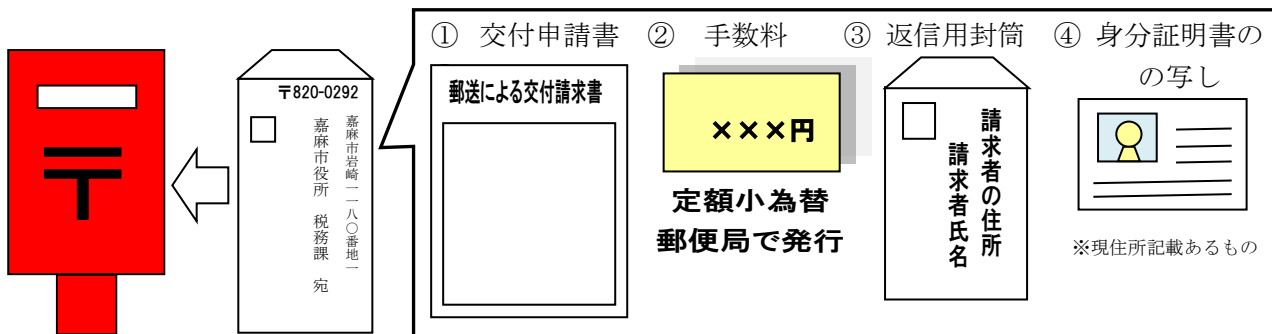 ① 交付申請書
② 手数料
③ 返信用封筒
④ 身分証明書の
の写し
〒820-0292
嘉麻市岩崎一一八〇番地一
嘉麻市役所 税務課 宛
〒
郵送による交付請求書
×××円
定額小為替
郵便局で発行
請求者の住所
請求者氏名
※現住所記載あるもの